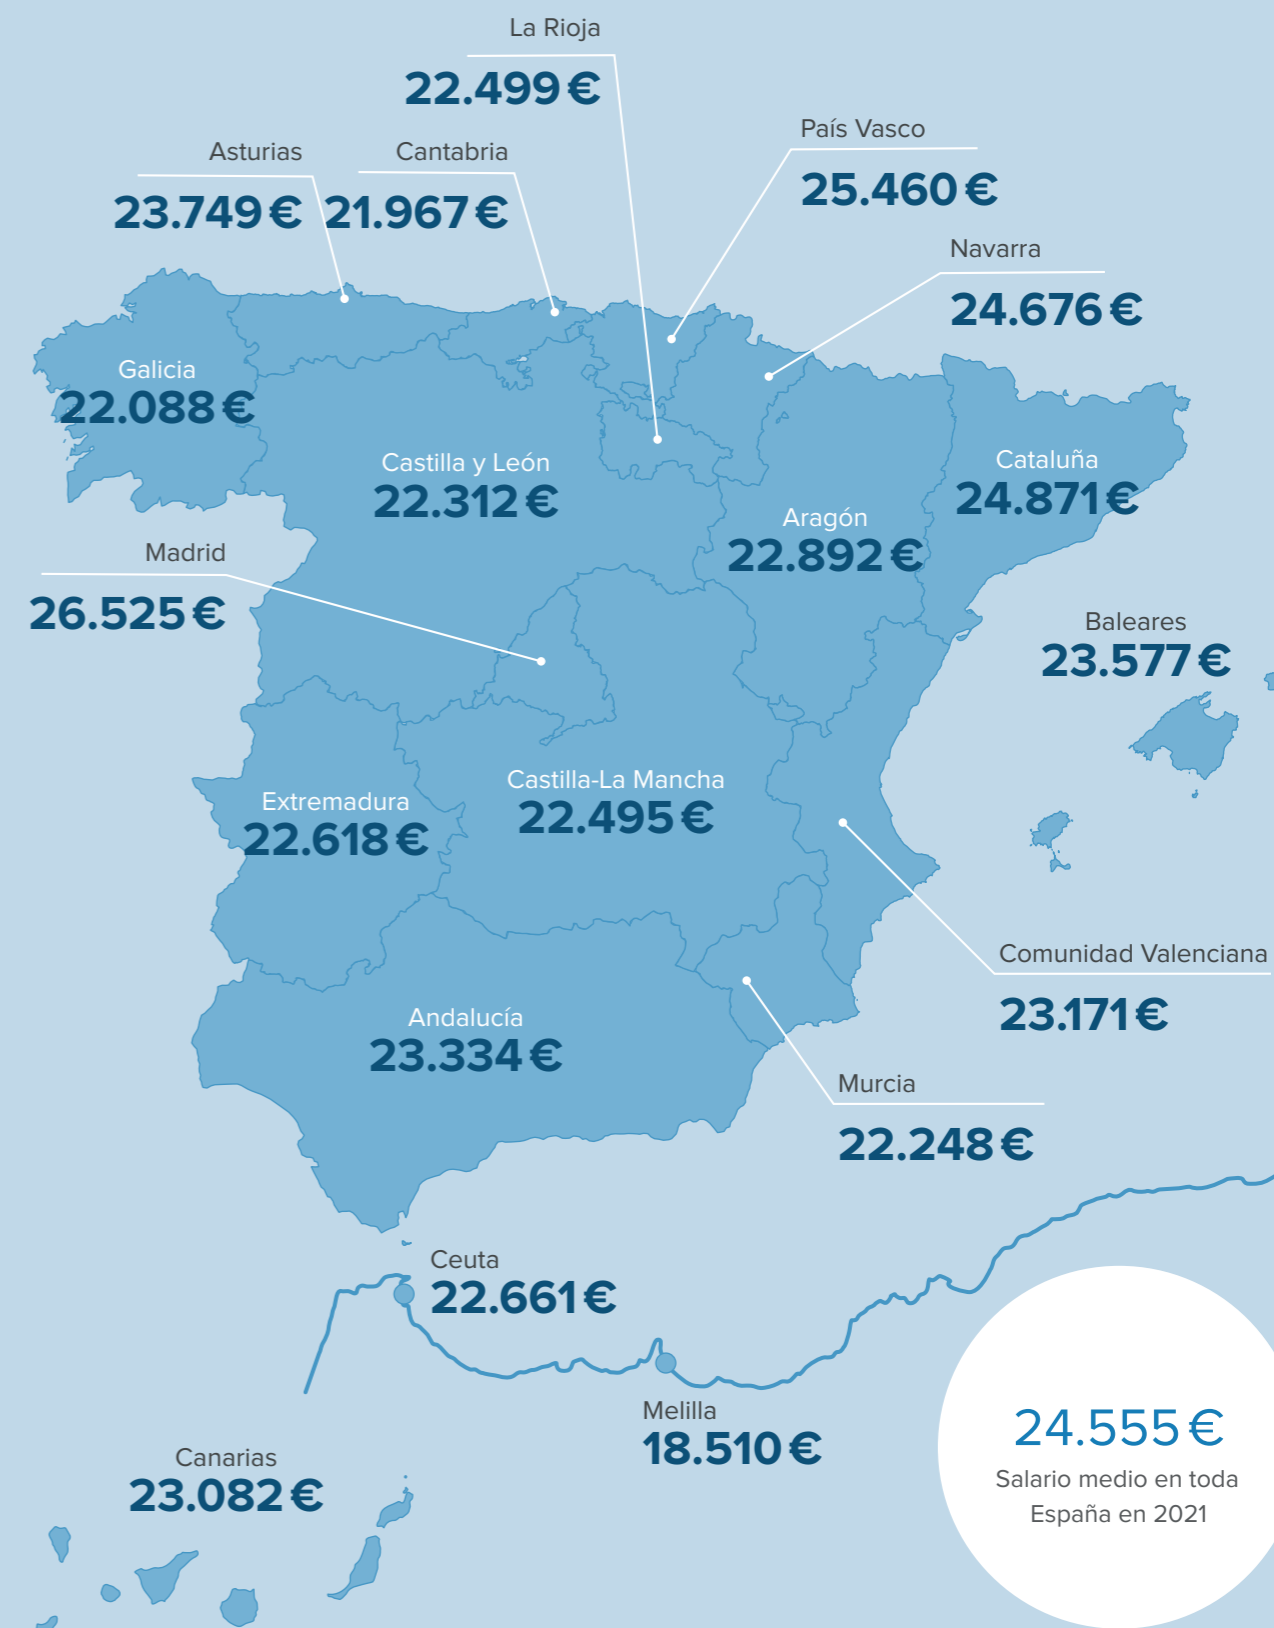 La Rioja
22.499 €
País Vasco
25.460 €
Asturias
23.749 €
Cantabria
21.967 €
Navarra
24.676 €
Galicia
22.088 €
Castilla y León
22.312 €
Cataluña
24.871 €
Aragón
22.892 €
Madrid
26.525 €
Baleares
23.577 €
Extremadura
22.618 €
Castilla-La Mancha
22.495 €
Comunidad Valenciana
23.171 €
Andalucía
23.334 €
Murcia
22.248 €
Ceuta
22.661 €
Melilla
18.510 €
Canarias
23.082 €
24.555 €
Salario medio en toda
España en 2021